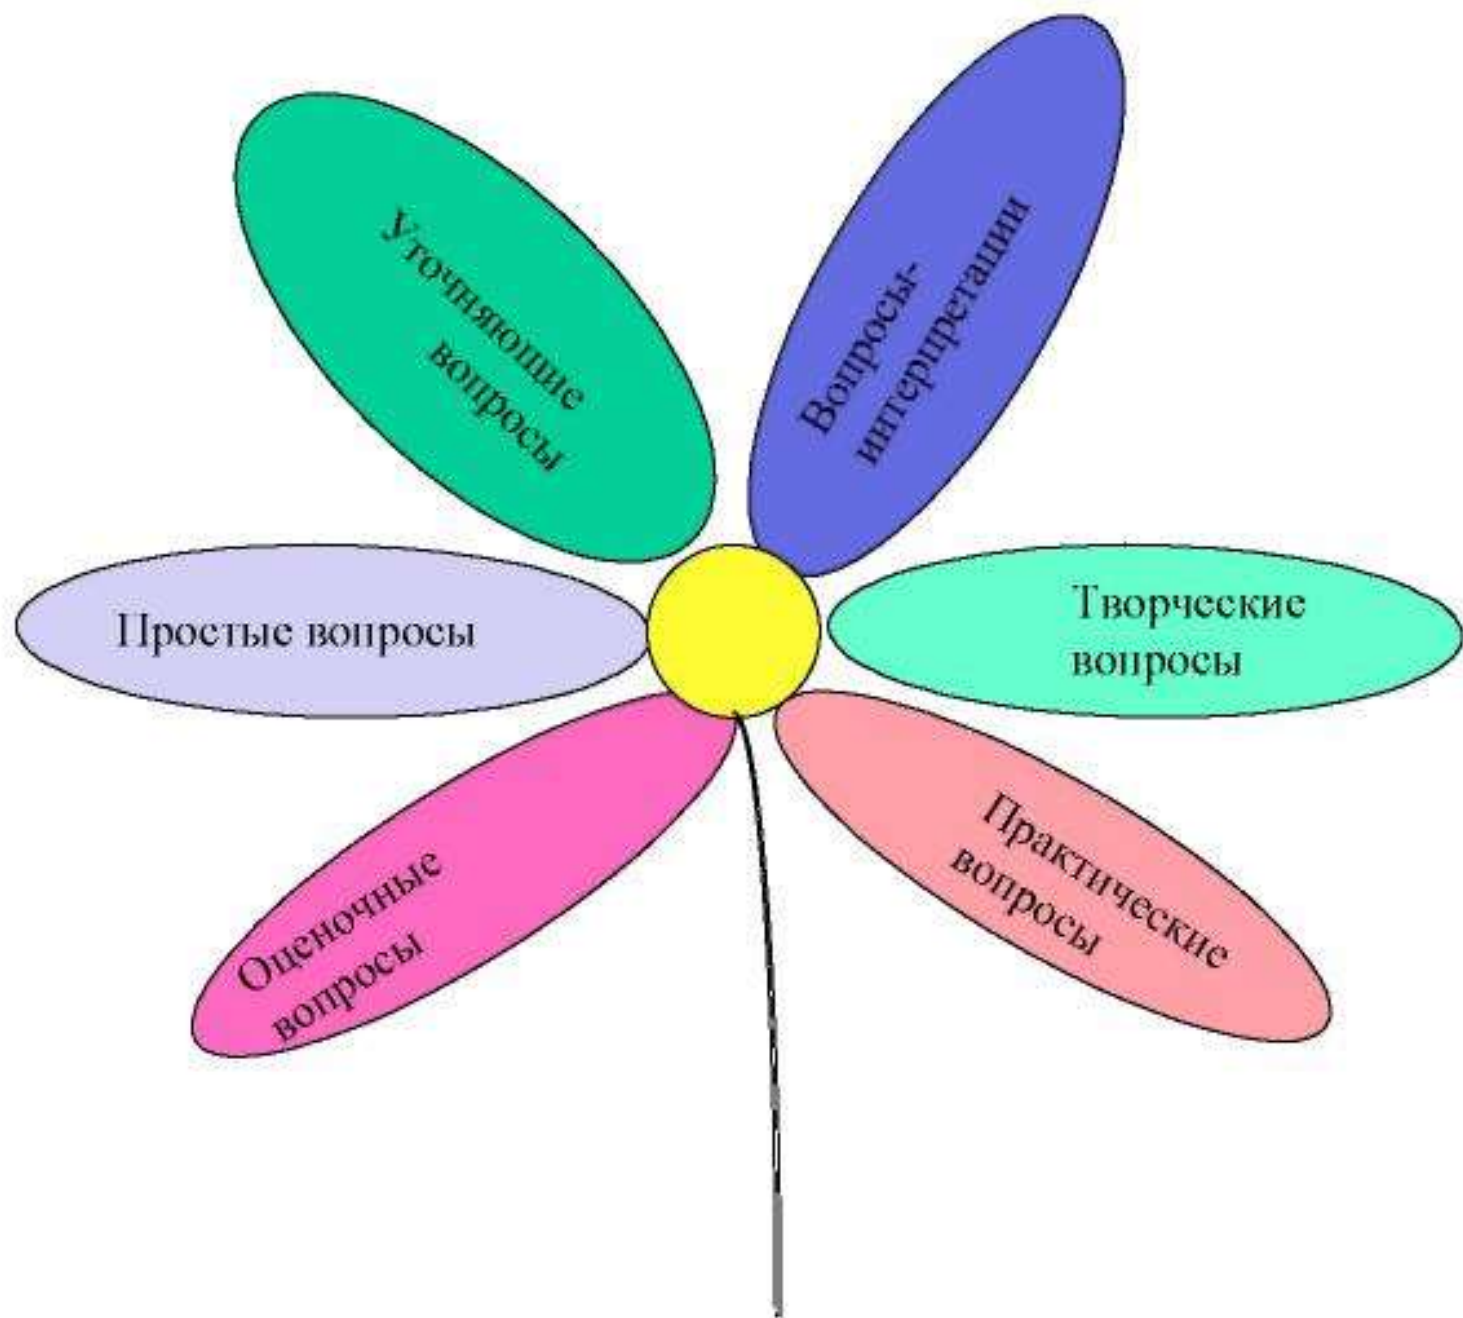 Уточняющие
вопросы
Вопросы-
интерпретации
Простые вопросы
Творческие
вопросы
Оценочные
вопросы
Практические
вопросы